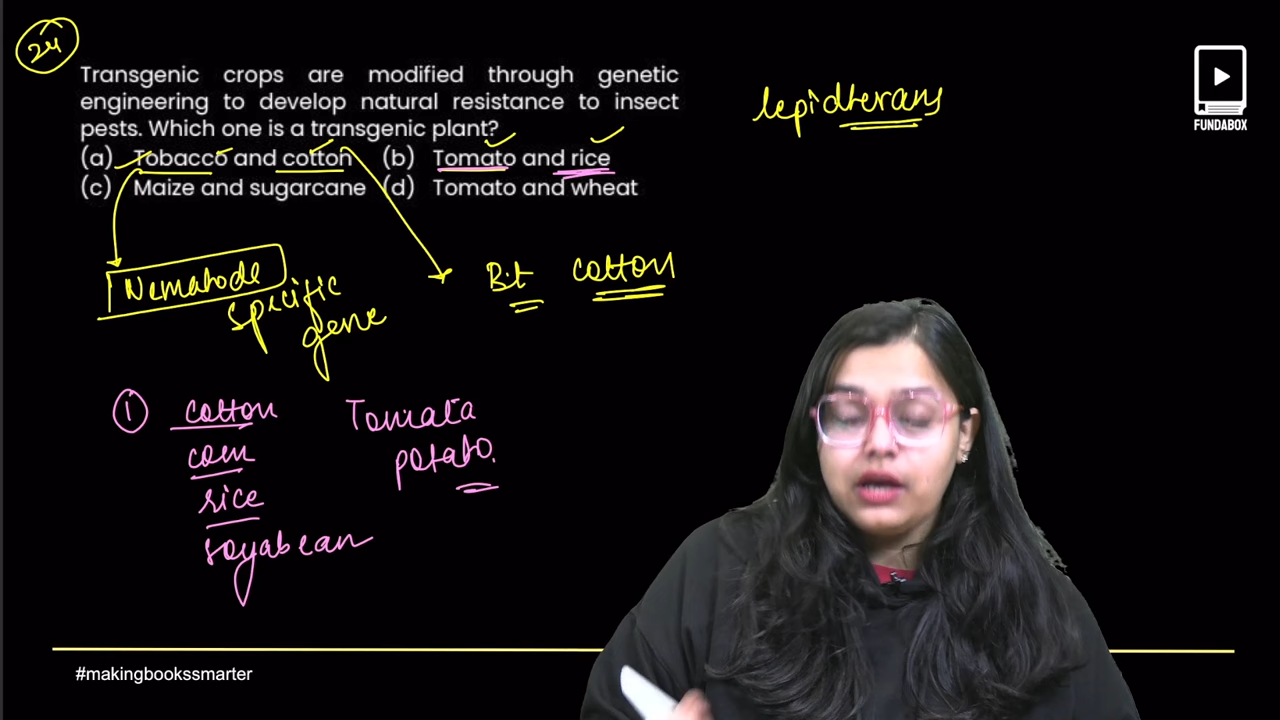 24
Transgenic crops are modified through genetic
engineering to develop natural resistance to insect
pests. Which one is a transgenic plant?
(a) Tobacco and cotton (b) Tomato and rice
(c) Maize and sugarcane (d) Tomato and wheat
lepidterans
FUNDABOX
Nematode
specific
gene
Bt cotton
1 cotton
corn
rice
soyabean
Tomata
potato.
#makingbookssmarter